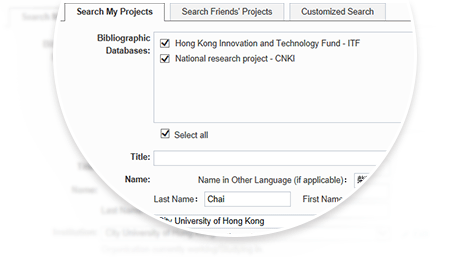 Search My Projects Search Friends' Projects Customized Search
Bibliographic Databases:
Hong Kong Innovation and Technology Fund - ITF
National research project - CNKI
Select all
Title:
Name: Name in Other Language (if applicable):
Last Name: Chai First Name
City University of Hong Kong